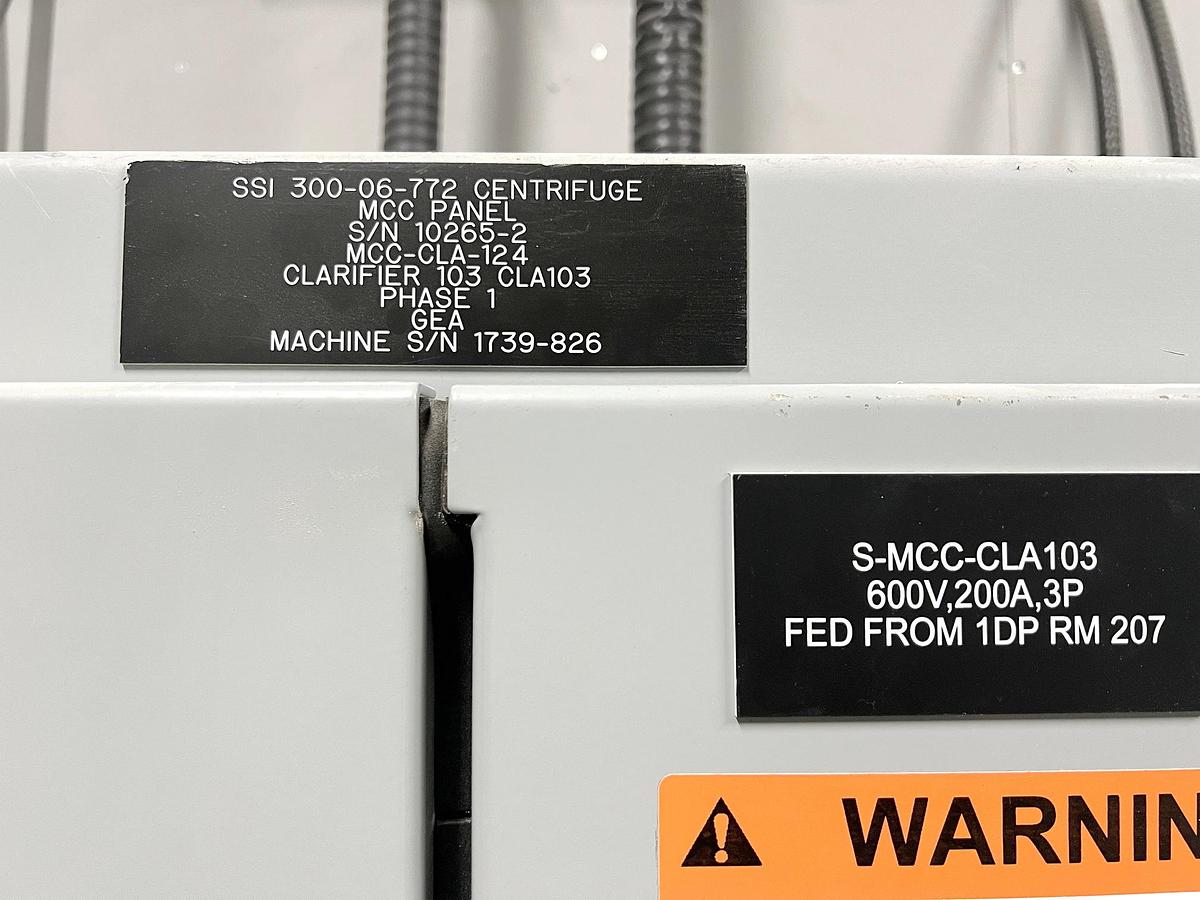 SSI 300-06-772 CENTRIFUGE
MCC PANEL
S/N 10265-2
MCC-CLA-124
CLARIFIER 103 CLA103
PHASE 1
GEA
MACHINE S/N 1739-826
S-MCC-CLA103
600V,200A,3P
FED FROM 1DP RM 207
WARNIN